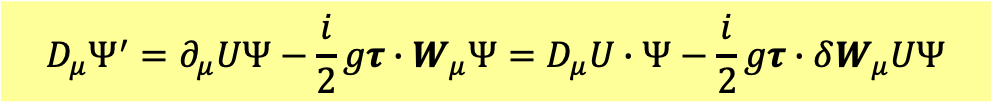 D_μΨ′ = ∂_μUΨ − i/2 g𝝉 · 𝑾_μΨ = D_μU · Ψ − i/2 g𝝉 · δ𝑾_μUΨ